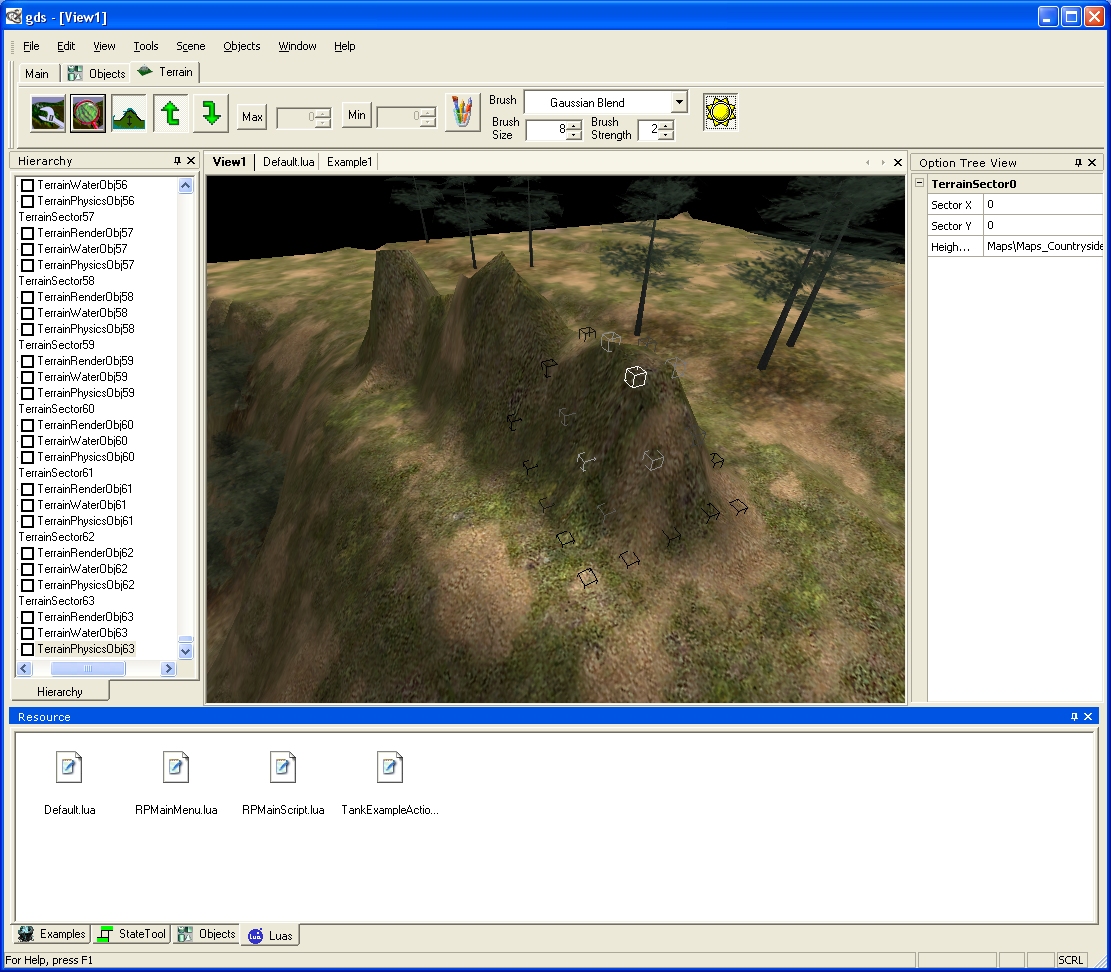 gds - [View1]
File Edit View Tools Scene Objects Window Help
Main Objects Terrain
Max 0 Min 0 Brush Gaussian Blend
Brush Size 8 Brush Strength 2
Hierarchy
TerrainWaterObj56
TerrainPhysicsObj56
TerrainSector57
TerrainRenderObj57
TerrainWaterObj57
TerrainPhysicsObj57
TerrainSector58
TerrainRenderObj58
TerrainWaterObj58
TerrainPhysicsObj58
TerrainSector59
TerrainRenderObj59
TerrainWaterObj59
TerrainPhysicsObj59
TerrainSector60
TerrainRenderObj60
TerrainWaterObj60
TerrainPhysicsObj60
TerrainSector61
TerrainRenderObj61
TerrainWaterObj61
TerrainPhysicsObj61
TerrainSector62
TerrainRenderObj62
TerrainWaterObj62
TerrainPhysicsObj62
TerrainSector63
TerrainRenderObj63
TerrainWaterObj63
TerrainPhysicsObj63
Hierarchy
View1 Default.lua Example1
Option Tree View
TerrainSector0
Sector X 0
Sector Y 0
Heigh... Maps\Maps_Countryside
Resource
Default.lua RPMainMenu.lua RPMainScript.lua TankExampleActio...
Examples StateTool Objects Lua Luas
For Help, press F1 SCRL